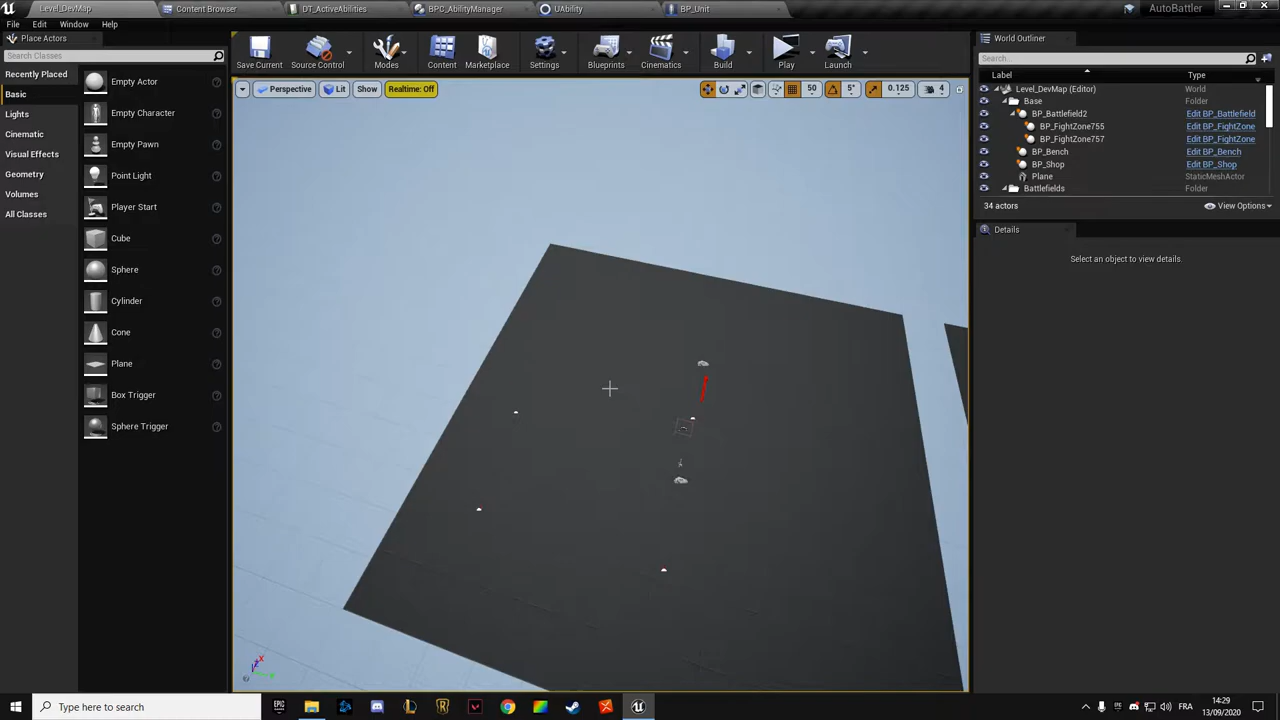 Level_DevMap
Content Browser
DT_ActiveAbilities
BPC_AbilityManager
UAbility
BP_Unit
AutoBattler
File
Edit
Window
Help
Place Actors
Search Classes
Recently Placed
Basic
Lights
Cinematic
Visual Effects
Geometry
Volumes
All Classes
Empty Actor
Empty Character
Empty Pawn
Point Light
Player Start
Cube
Sphere
Cylinder
Cone
Plane
Box Trigger
Sphere Trigger
Save Current
Source Control
Modes
Content
Marketplace
Settings
Blueprints
Cinematics
Build
Play
Launch
Perspective
Lit
Show
Realtime: Off
50
5°
0.125
4
World Outliner
Search...
Label
Type
Level_DevMap (Editor)
World
Base
Folder
BP_Battlefield2
Edit BP_Battlefield
BP_FightZone755
Edit BP_FightZone
BP_FightZone757
Edit BP_FightZone
BP_Bench
Edit BP_Bench
BP_Shop
Edit BP_Shop
Plane
StaticMeshActor
Battlefields
Folder
34 actors
View Options
Details
Select an object to view details.
Type here to search
FRA
14:29
13/09/2020